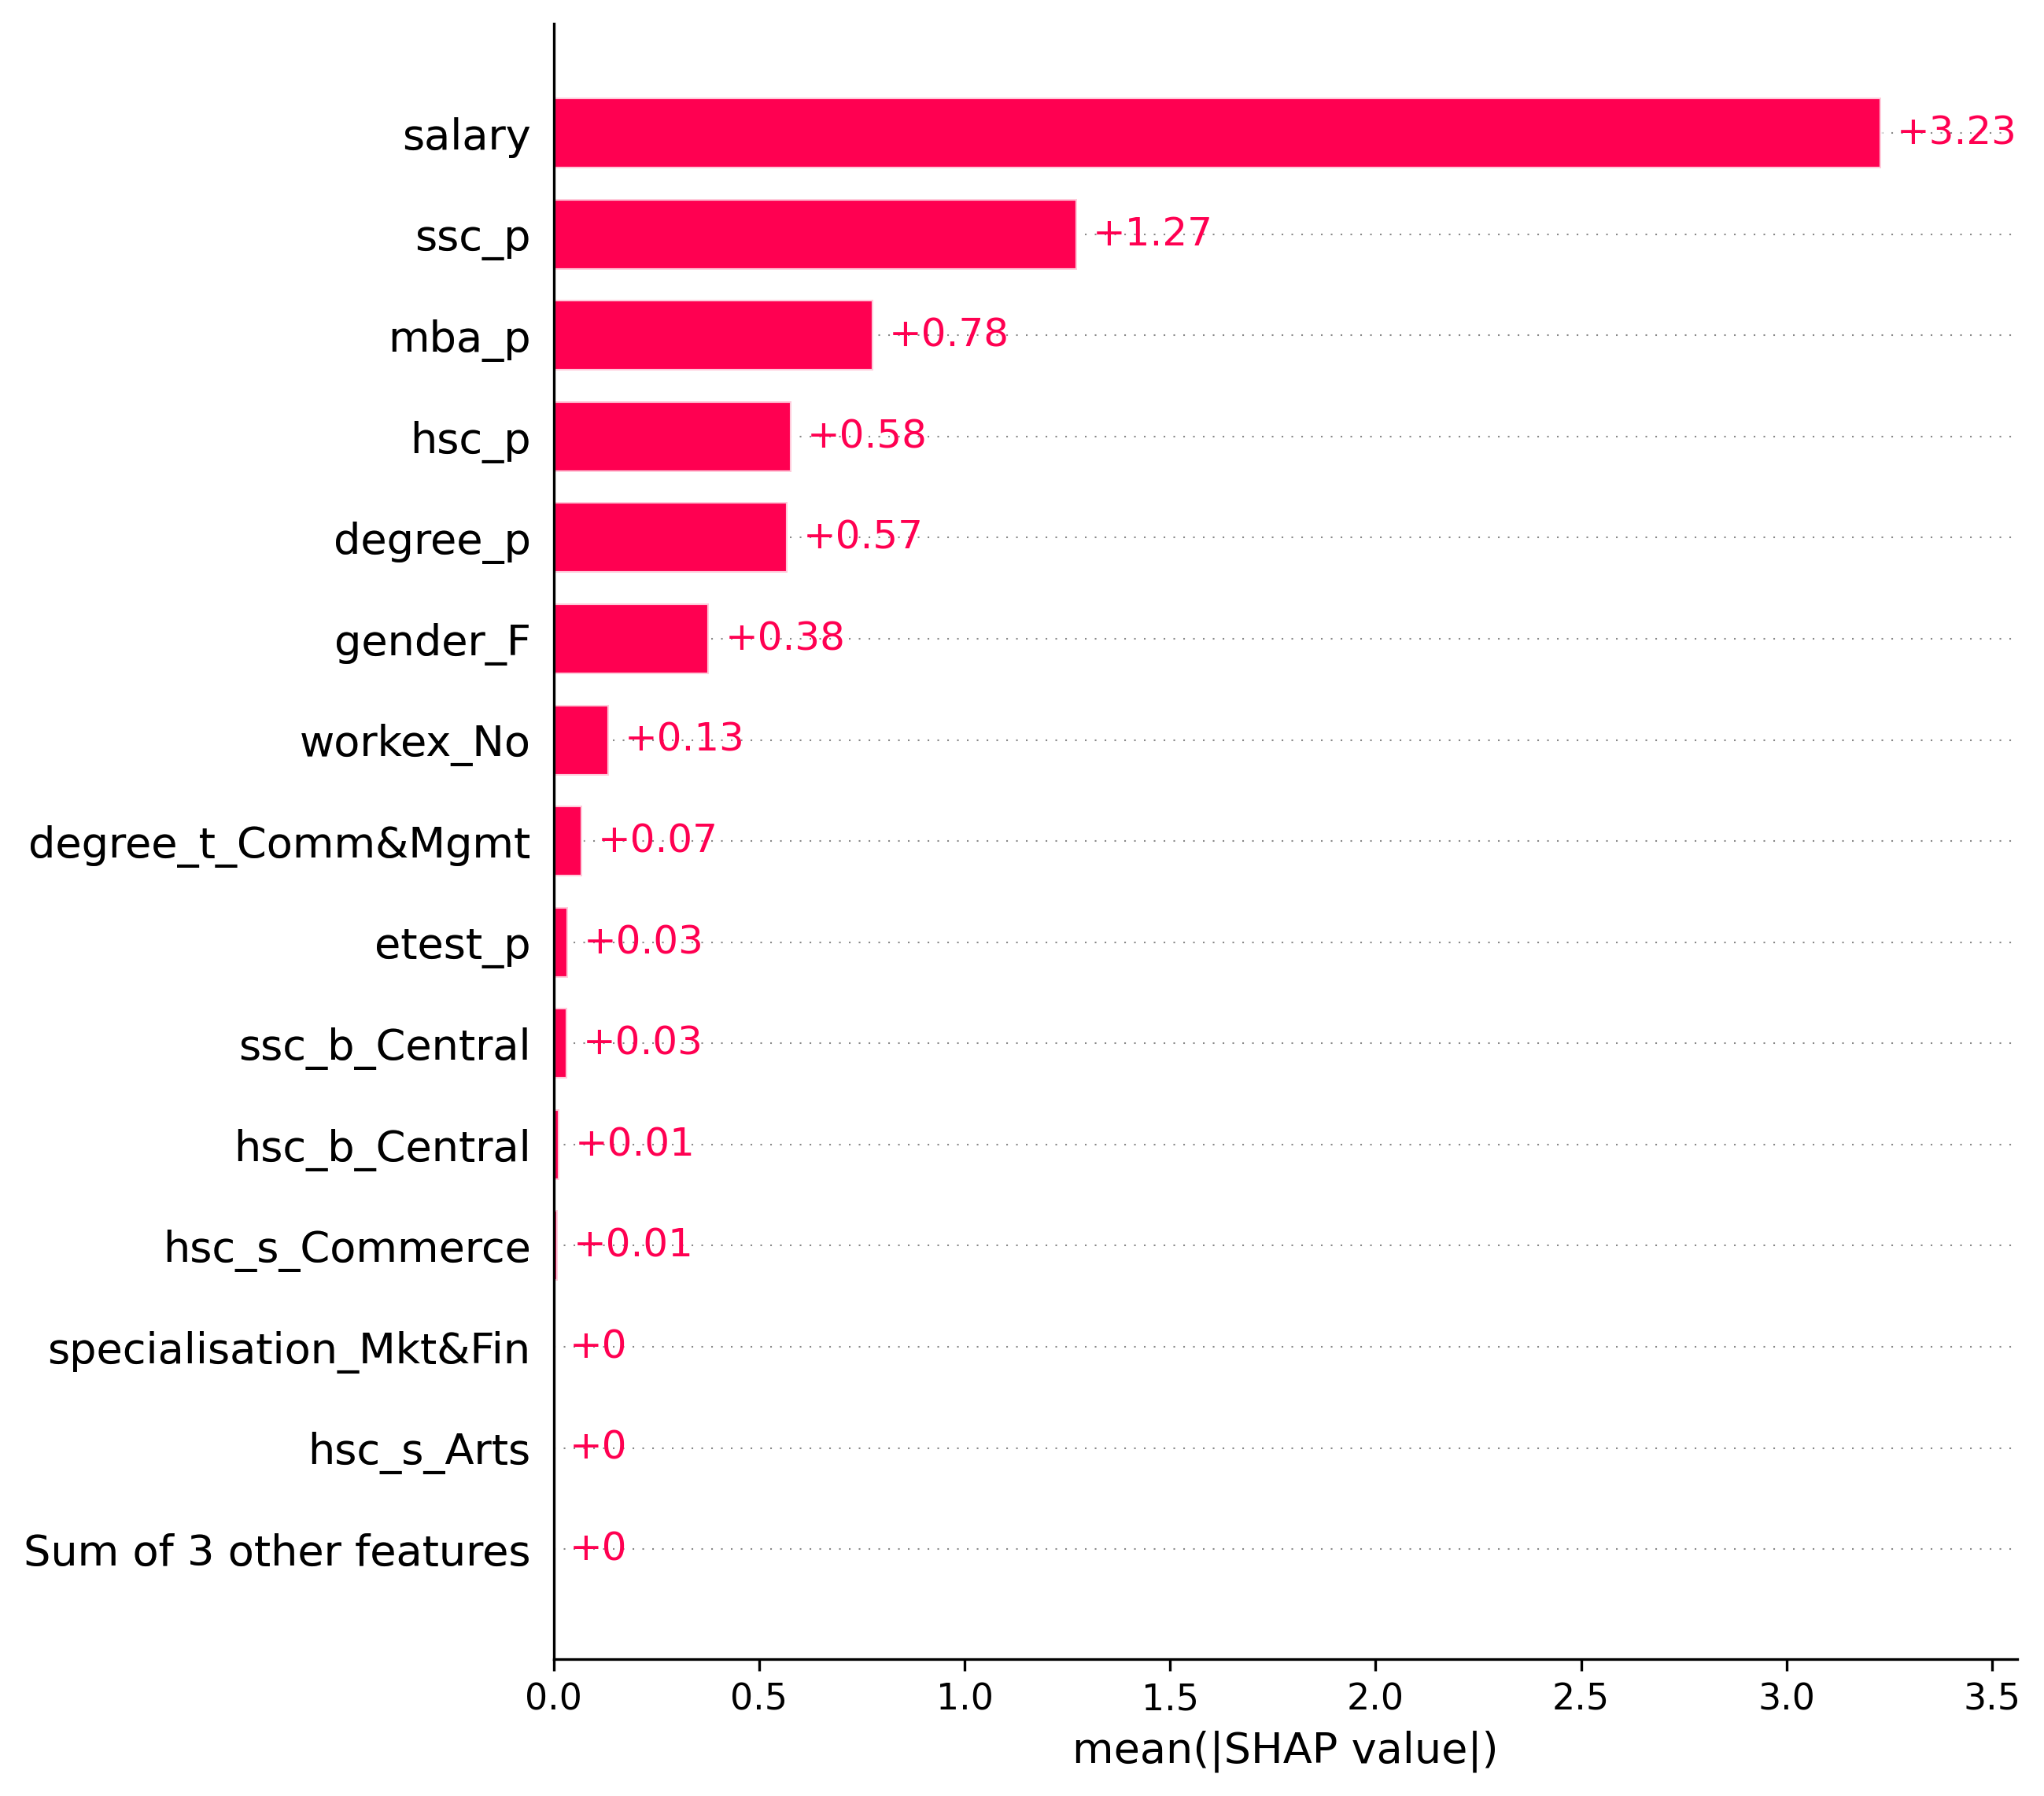 salary +3.23
ssc_p +1.27
mba_p +0.78
hsc_p +0.58
degree_p +0.57
gender_F +0.38
workex_No +0.13
degree_t_Comm&Mgmt +0.07
etest_p +0.03
ssc_b_Central +0.03
hsc_b_Central +0.01
hsc_s_Commerce +0.01
specialisation_Mkt&Fin +0
hsc_s_Arts +0
Sum of 3 other features +0
0.0 0.5 1.0 1.5 2.0 2.5 3.0 3.5
mean(|SHAP value|)